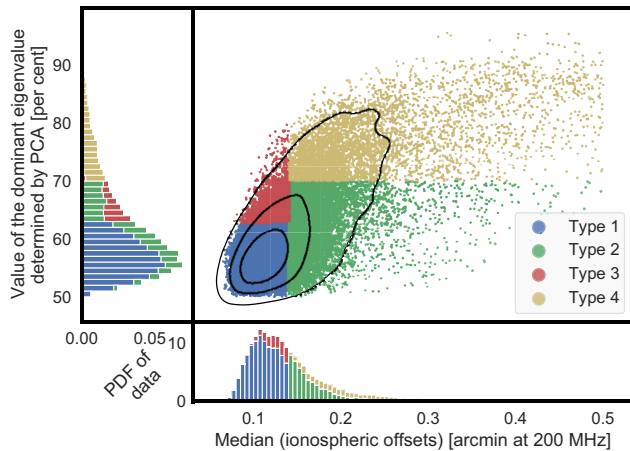 Value of the dominant eigenvalue
determined by PCA [per cent]
90
80
70
60
50
Type 1
Type 2
Type 3
Type 4
0.00 0.05
PDF of
data
10
0
0.1 0.2 0.3 0.4 0.5
Median (ionospheric offsets) [arcmin at 200 MHz]